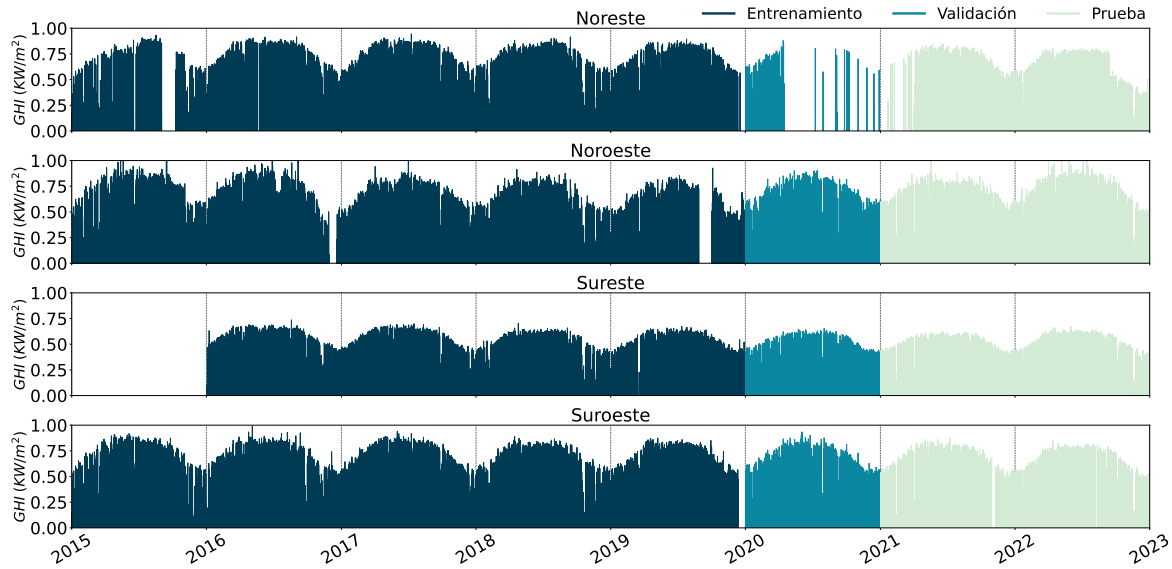 Noreste
Entrenamiento Validación Prueba
GHI (KW/m²)
1.00
0.75
0.50
0.25
0.00
Noroeste
GHI (KW/m²)
1.00
0.75
0.50
0.25
0.00
Sureste
GHI (KW/m²)
1.00
0.75
0.50
0.25
0.00
Suroeste
GHI (KW/m²)
1.00
0.75
0.50
0.25
0.00
2015 2016 2017 2018 2019 2020 2021 2022 2023